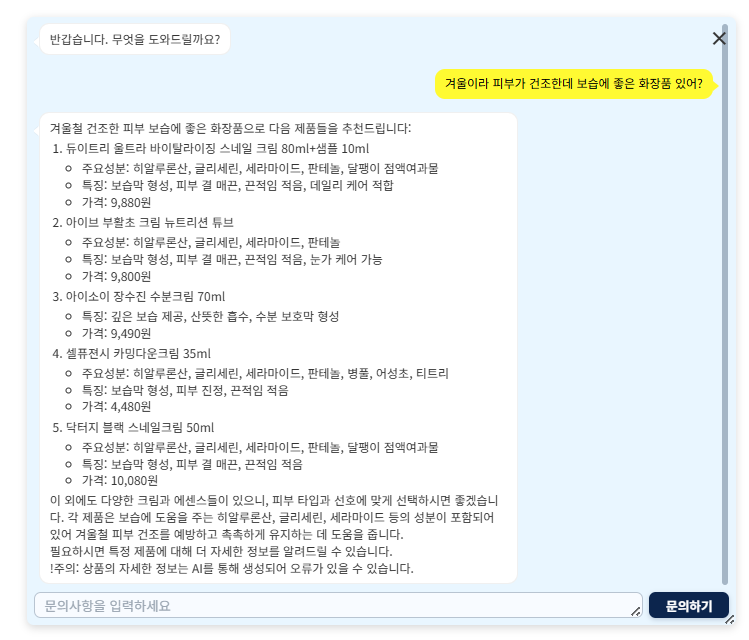 반갑습니다. 무엇을 도와드릴까요?
겨울이라 피부가 건조한데 보습에 좋은 화장품 있어?
겨울철 건조한 피부 보습에 좋은 화장품으로 다음 제품들을 추천드립니다:
1. 듀이트리 울트라 바이탈라이징 스네일 크림 80ml+샘플 10ml
주요성분: 히알루론산, 글리세린, 세라마이드, 판테놀, 달팽이 점액여과물
특징: 보습막 형성, 피부 결 매끈, 끈적임 적음, 데일리 케어 적합
가격: 9,880원
2. 아이브 부활초 크림 뉴트리션 튜브
주요성분: 히알루론산, 글리세린, 세라마이드, 판테놀
특징: 보습막 형성, 피부 결 매끈, 끈적임 적음, 눈가 케어 가능
가격: 9,800원
3. 아이소이 장수진 수분크림 70ml
특징: 깊은 보습 제공, 산뜻한 흡수, 수분 보호막 형성
가격: 9,490원
4. 셀퓨젼시 카밍다운크림 35ml
주요성분: 히알루론산, 글리세린, 세라마이드, 판테놀, 병풀, 어성초, 티트리
특징: 보습막 형성, 피부 진정, 끈적임 적음
가격: 4,480원
5. 닥터지 블랙 스네일크림 50ml
주요성분: 히알루론산, 글리세린, 세라마이드, 판테놀, 달팽이 점액여과물
특징: 보습막 형성, 피부 결 매끈, 끈적임 적음
가격: 10,080원
이 외에도 다양한 크림과 에센스들이 있으니, 피부 타입과 선호에 맞게 선택하시면 좋겠습니
다. 각 제품은 보습에 도움을 주는 히알루론산, 글리세린, 세라마이드 등의 성분이 포함되어
있어 겨울철 피부 건조를 예방하고 촉촉하게 유지하는 데 도움을 줍니다.
필요하시면 특정 제품에 대해 더 자세한 정보를 알려드릴 수 있습니다.
!주의: 상품의 자세한 정보는 AI를 통해 생성되어 오류가 있을 수 있습니다.
문의사항을 입력하세요
문의하기